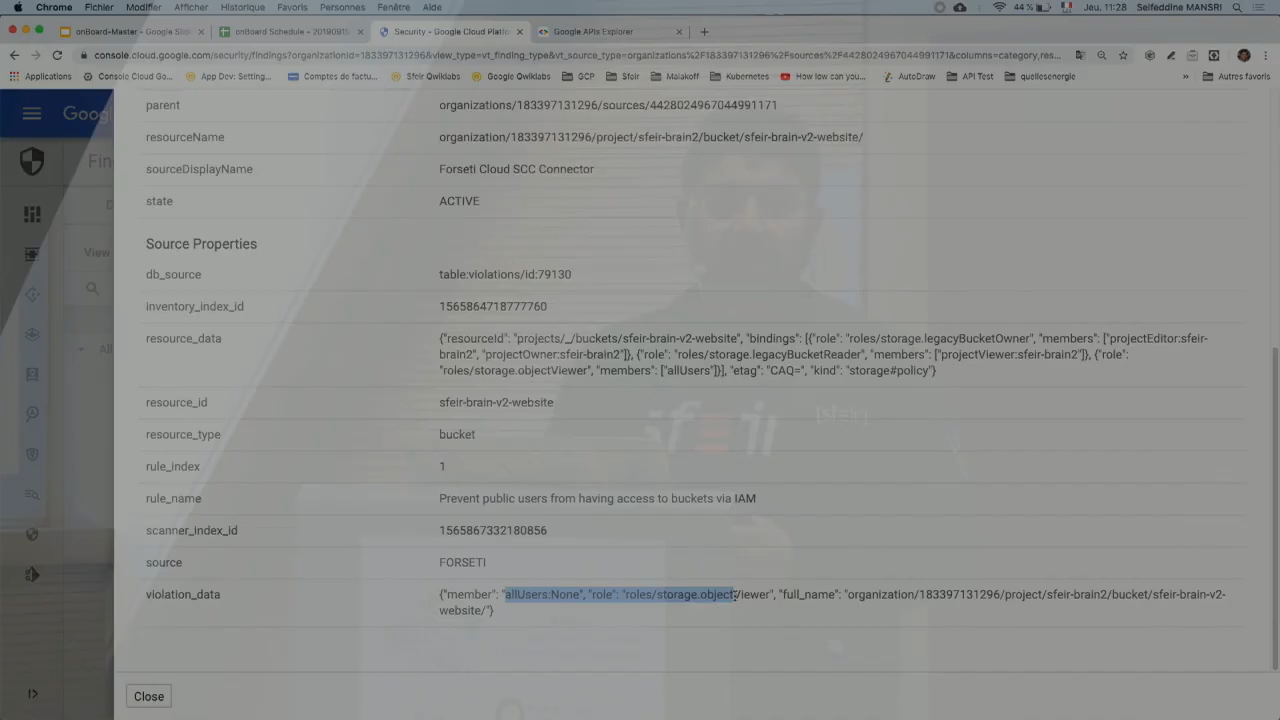 Chrome Fichier Modifier Afficher Historique Favoris Personnes Fenêtre Aide 44 % Jeu. 11:28 Seifeddine MANSRI
onBoard-Master - Google Slide onBoard Schedule - 20190915 Security - Google Cloud Platfo Google APIs Explorer
console.cloud.google.com/security/findings?organizationId=183397131296&view_type=vt_finding_type&vt_source_type=organizations%2F183397131296%2Fsources%2F4428024967044991171&columns=category,res...
Applications Console Cloud Go... App Dev: Setting... Comptes de factu... Sfeir Qwiklabs Google Qwiklabs GCP Sfeir Malakoff Kubernetes How low can you... AutoDraw API Test quellesenergie » Autres favoris
Goog
Fin
View
All
parent organizations/183397131296/sources/4428024967044991171
resourceName organization/183397131296/project/sfeir-brain2/bucket/sfeir-brain-v2-website/
sourceDisplayName Forseti Cloud SCC Connector
state ACTIVE
Source Properties
db_source table:violations/id:79130
inventory_index_id 1565864718777760
resource_data {"resourceId": "projects/_/buckets/sfeir-brain-v2-website", "bindings": [{"role": "roles/storage.legacyBucketOwner", "members": ["projectEditor:sfeir-
brain2", "projectOwner:sfeir-brain2"]}, {"role": "roles/storage.legacyBucketReader", "members": ["projectViewer:sfeir-brain2"]}, {"role":
"roles/storage.objectViewer", "members": ["allUsers"]}], "etag": "CAQ=", "kind": "storage#policy"}
resource_id sfeir-brain-v2-website
resource_type bucket
rule_index 1
rule_name Prevent public users from having access to buckets via IAM
scanner_index_id 1565867332180856
source FORSETI
violation_data {"member": "allUsers:None", "role": "roles/storage.objectViewer", "full_name": "organization/183397131296/project/sfeir-brain2/bucket/sfeir-brain-v2-
website/"}
[sfeir]
Close